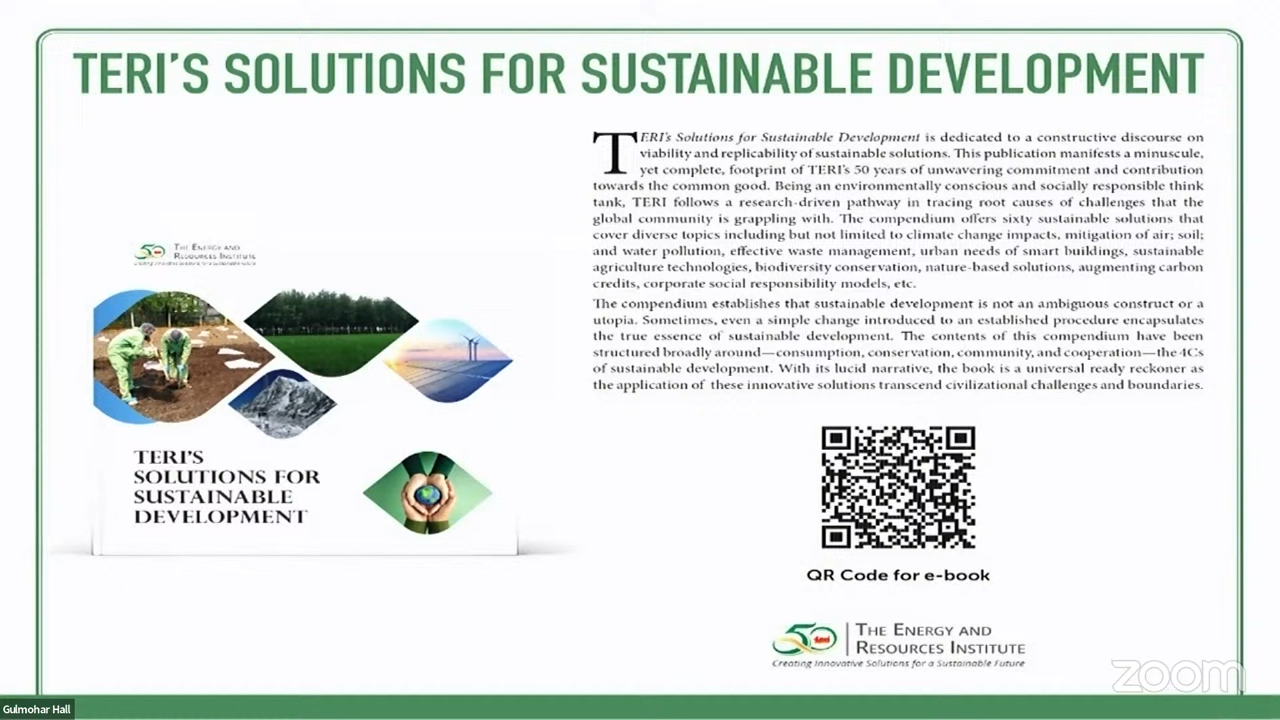 TERI'S SOLUTIONS FOR SUSTAINABLE DEVELOPMENT
THE ENERGY AND
RESOURCES INSTITUTE
TERI'S
SOLUTIONS FOR
SUSTAINABLE
DEVELOPMENT
TERI's Solutions for Sustainable Development is dedicated to a constructive discourse on
viability and replicability of sustainable solutions. This publication manifests a minuscule,
yet complete, footprint of TERI's 50 years of unwavering commitment and contribution
towards the common good. Being an environmentally conscious and socially responsible think
tank, TERI follows a research-driven pathway in tracing root causes of challenges that the
global community is grappling with. The compendium offers sixty sustainable solutions that
cover diverse topics including but not limited to climate change impacts, mitigation of air; soil;
and water pollution, effective waste management, urban needs of smart buildings, sustainable
agriculture technologies, biodiversity conservation, nature-based solutions, augmenting carbon
credits, corporate social responsibility models, etc.
The compendium establishes that sustainable development is not an ambiguous construct or a
utopia. Sometimes, even a simple change introduced to an established procedure encapsulates
the true essence of sustainable development. The contents of this compendium have been
structured broadly around—consumption, conservation, community, and cooperation—the 4Cs
of sustainable development. With its lucid narrative, the book is a universal ready reckoner as
the application of these innovative solutions transcend civilizational challenges and boundaries.
QR Code for e-book
50 teri THE ENERGY AND
RESOURCES INSTITUTE
Creating Innovative Solutions for a Sustainable Future
zoom
Gulmohar Hall